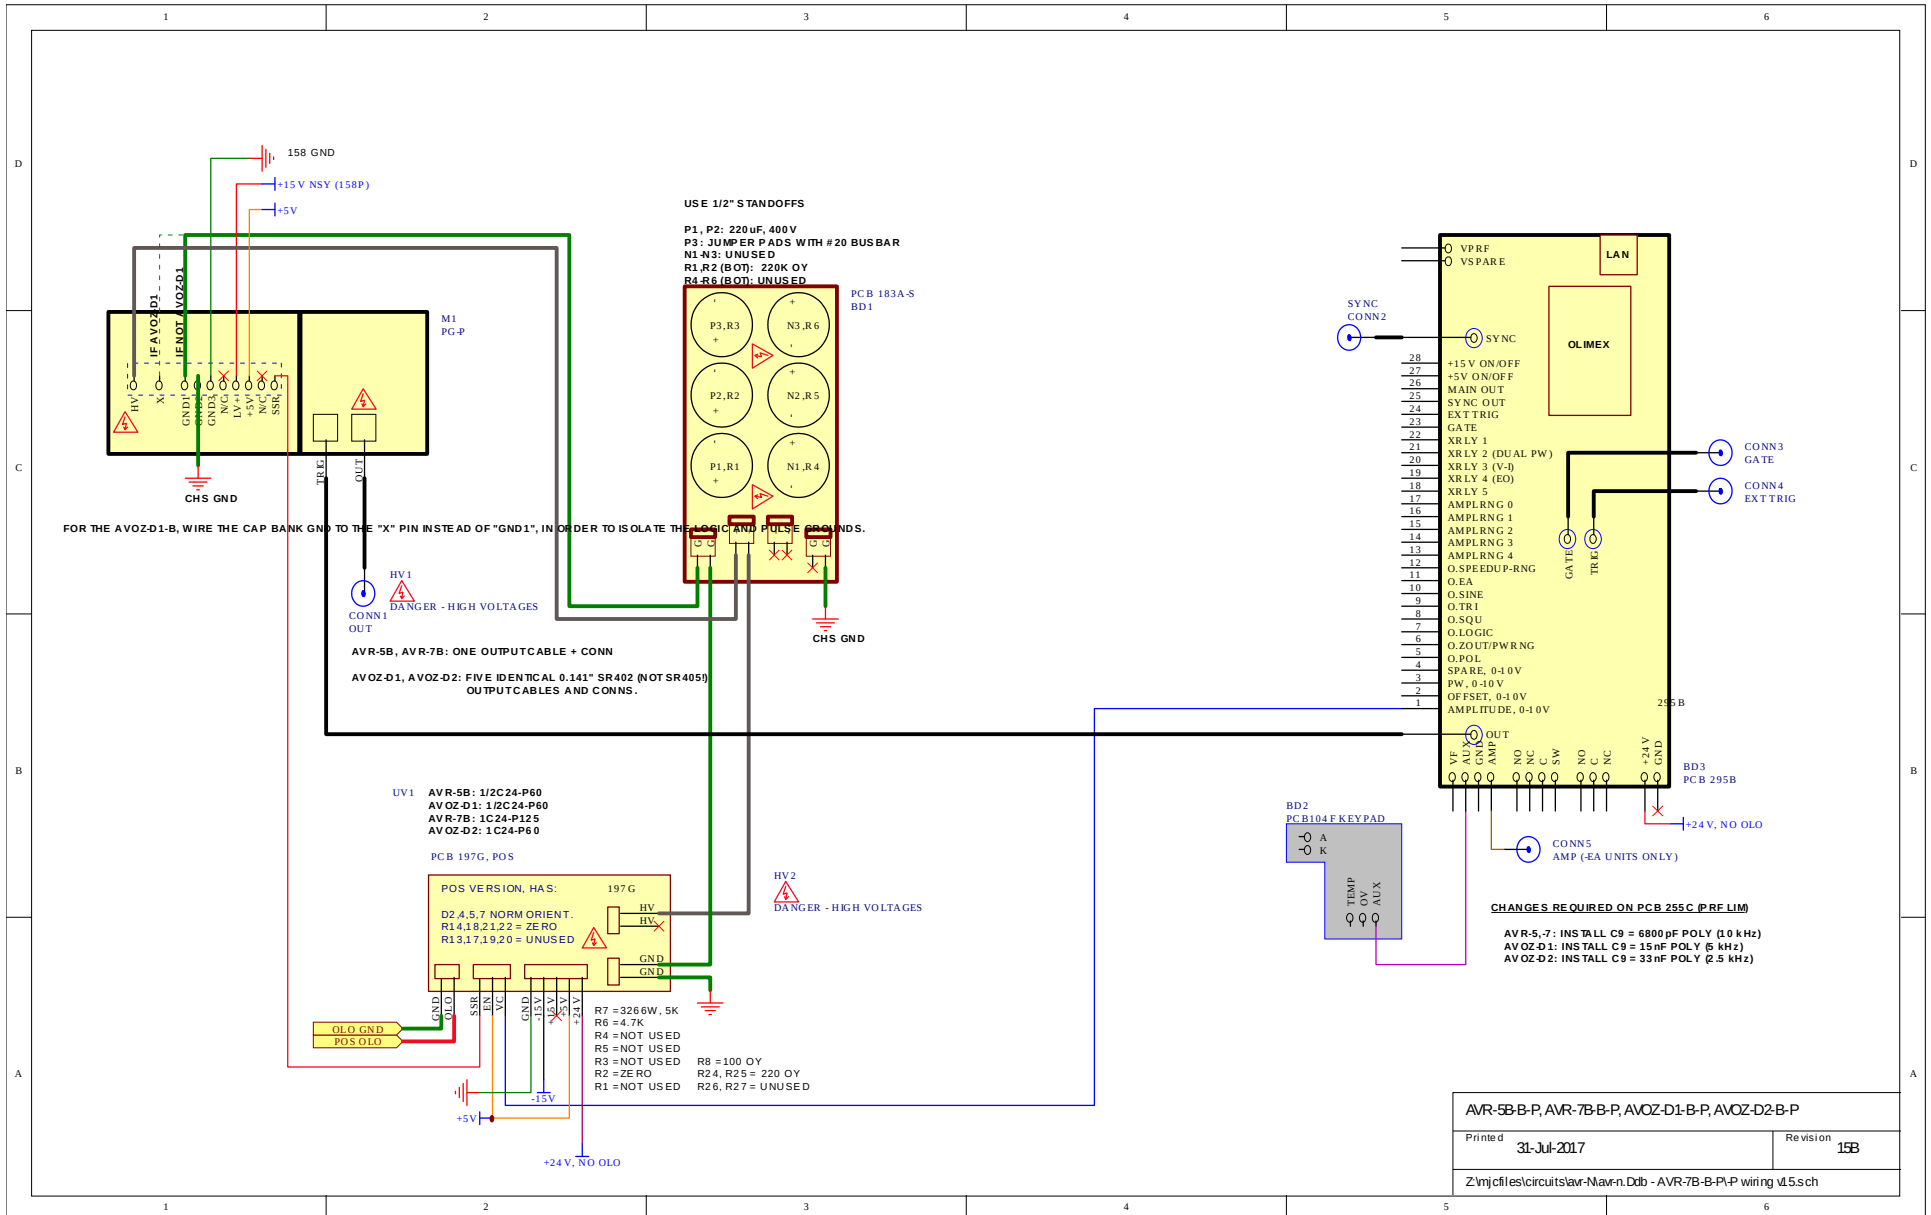 1 2 3 4 5 6
D D
C C
B B
A A
158 GND
+15V NSY (158P)
+5V
IF AVOZ-D1
IF NOT AVOZ-D1
M1
PG-P
HV
X
GND1
GND2
GND3
N/C
LV+
+5V
N/C
SSR
TRIG
OUT
CHS GND
FOR THE AVOZ-D1-B, WIRE THE CAP BANK GND TO THE "X" PIN INSTEAD OF "GND1", IN ORDER TO ISOLATE THE LOGIC AND PULSE GROUNDS.
HV1
DANGER - HIGH VOLTAGES
CONN1
OUT
AVR-5B, AVR-7B: ONE OUTPUT CABLE + CONN
AVOZ-D1, AVOZ-D2: FIVE IDENTICAL 0.141" SR402 (NOT SR405!)
OUTPUT CABLES AND CONNS.
USE 1/2" STANDOFFS
P1, P2: 220uF, 400V
P3: JUMPER PADS WITH #20 BUSBAR
N1-N3: UNUSED
R1,R2 (BOT): 220K OY
R4-R6 (BOT): UNUSED
PCB 183A-S
BD1
-
P3,R3
+
+
N3,R6
-
-
P2,R2
+
+
N2,R5
-
-
P1,R1
+
+
N1,R4
-
G
G
G
G
CHS GND
UV1
AVR-5B: 1/2C24-P60
AVOZ-D1: 1/2C24-P60
AVR-7B: 1C24-P125
AVOZ-D2: 1C24-P60
PCB 197G, POS
POS VERSION, HAS:
197G
D2,4,5,7 NORM ORIENT.
R14,18,21,22 = ZERO
R13,17,19,20 = UNUSED
HV
HV
GND
GND
GND
OLO
SSR
EN
VC
GND
-15V
+15V
+5V
+24V
HV2
DANGER - HIGH VOLTAGES
OLO GND
POS OLO
R7 =3266W, 5K
R6 =4.7K
R4 =NOT USED
R5 =NOT USED
R3 =NOT USED R8 =100 OY
R2 =ZERO R24, R25 = 220 OY
R1 =NOT USED R26, R27 = UNUSED
-15V
+5V
+24V, NO OLO
VPRF
VSPARE
LAN
OLIMEX
SYNC
CONN2
SYNC
28 +15V ON/OFF
27 +5V ON/OFF
26 MAIN OUT
25 SYNC OUT
24 EXT TRIG
23 GATE
22 XRLY 1
21 XRLY 2 (DUAL PW)
20 XRLY 3 (V-I)
19 XRLY 4 (EO)
18 XRLY 5
17 AMPLRNG 0
16 AMPLRNG 1
15 AMPLRNG 2
14 AMPLRNG 3
13 AMPLRNG 4
12 O.SPEEDUP-RNG
11 O.EA
10 O.SINE
9 O.TRI
8 O.SQU
7 O.LOGIC
6 O.ZOUT/PWRNG
5 O.POL
4 SPARE, 0-10V
3 PW, 0-10V
2 OFFSET, 0-10V
1 AMPLITUDE, 0-10V
GATE
TRIG
CONN3
GATE
CONN4
EXT TRIG
295B
OUT
VF
AUX
GND
AMP
NO
NC
C
SW
NO
C
NC
+24V
GND
BD3
PCB 295B
+24V, NO OLO
BD2
PCB104F KEYPAD
A
K
TEMP
OV
AUX
CONN5
AMP (-EA UNITS ONLY)
CHANGES REQUIRED ON PCB 255C (PRF LIM)
AVR-5,-7: INSTALL C9 = 6800pF POLY (10 kHz)
AVOZ-D1: INSTALL C9 = 15nF POLY (5 kHz)
AVOZ-D2: INSTALL C9 = 33nF POLY (2.5 kHz)
AVR-5B-B-P, AVR-7B-B-P, AVOZ-D1-B-P, AVOZ-D2-B-P
Printed 31-Jul-2017
Revision 15B
Z:\mjcfiles\circuits\avr-N\avr-n.Ddb - AVR-7B-B-P\-P wiring v15.sch
1 2 3 4 5 6